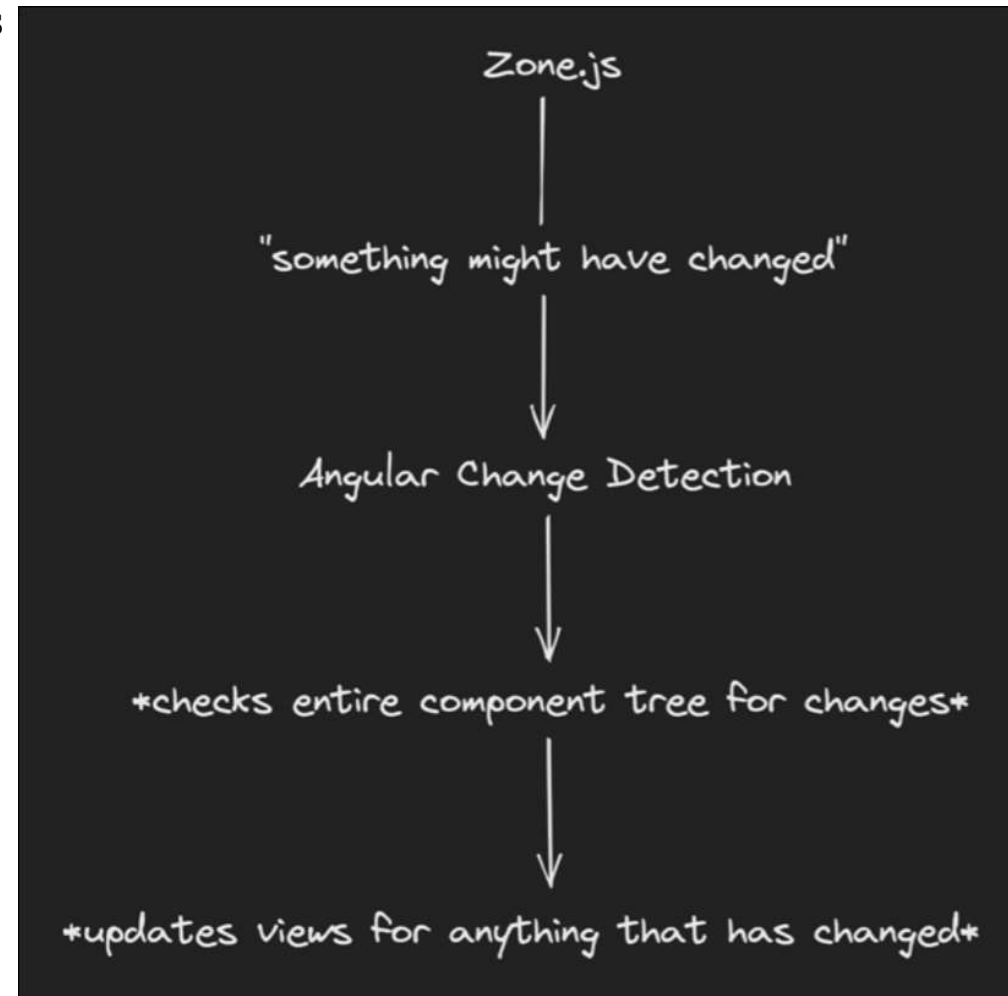 Zone.js
"something might have changed"
Angular Change Detection
*checks entire component tree for changes*
*updates views for anything that has changed*